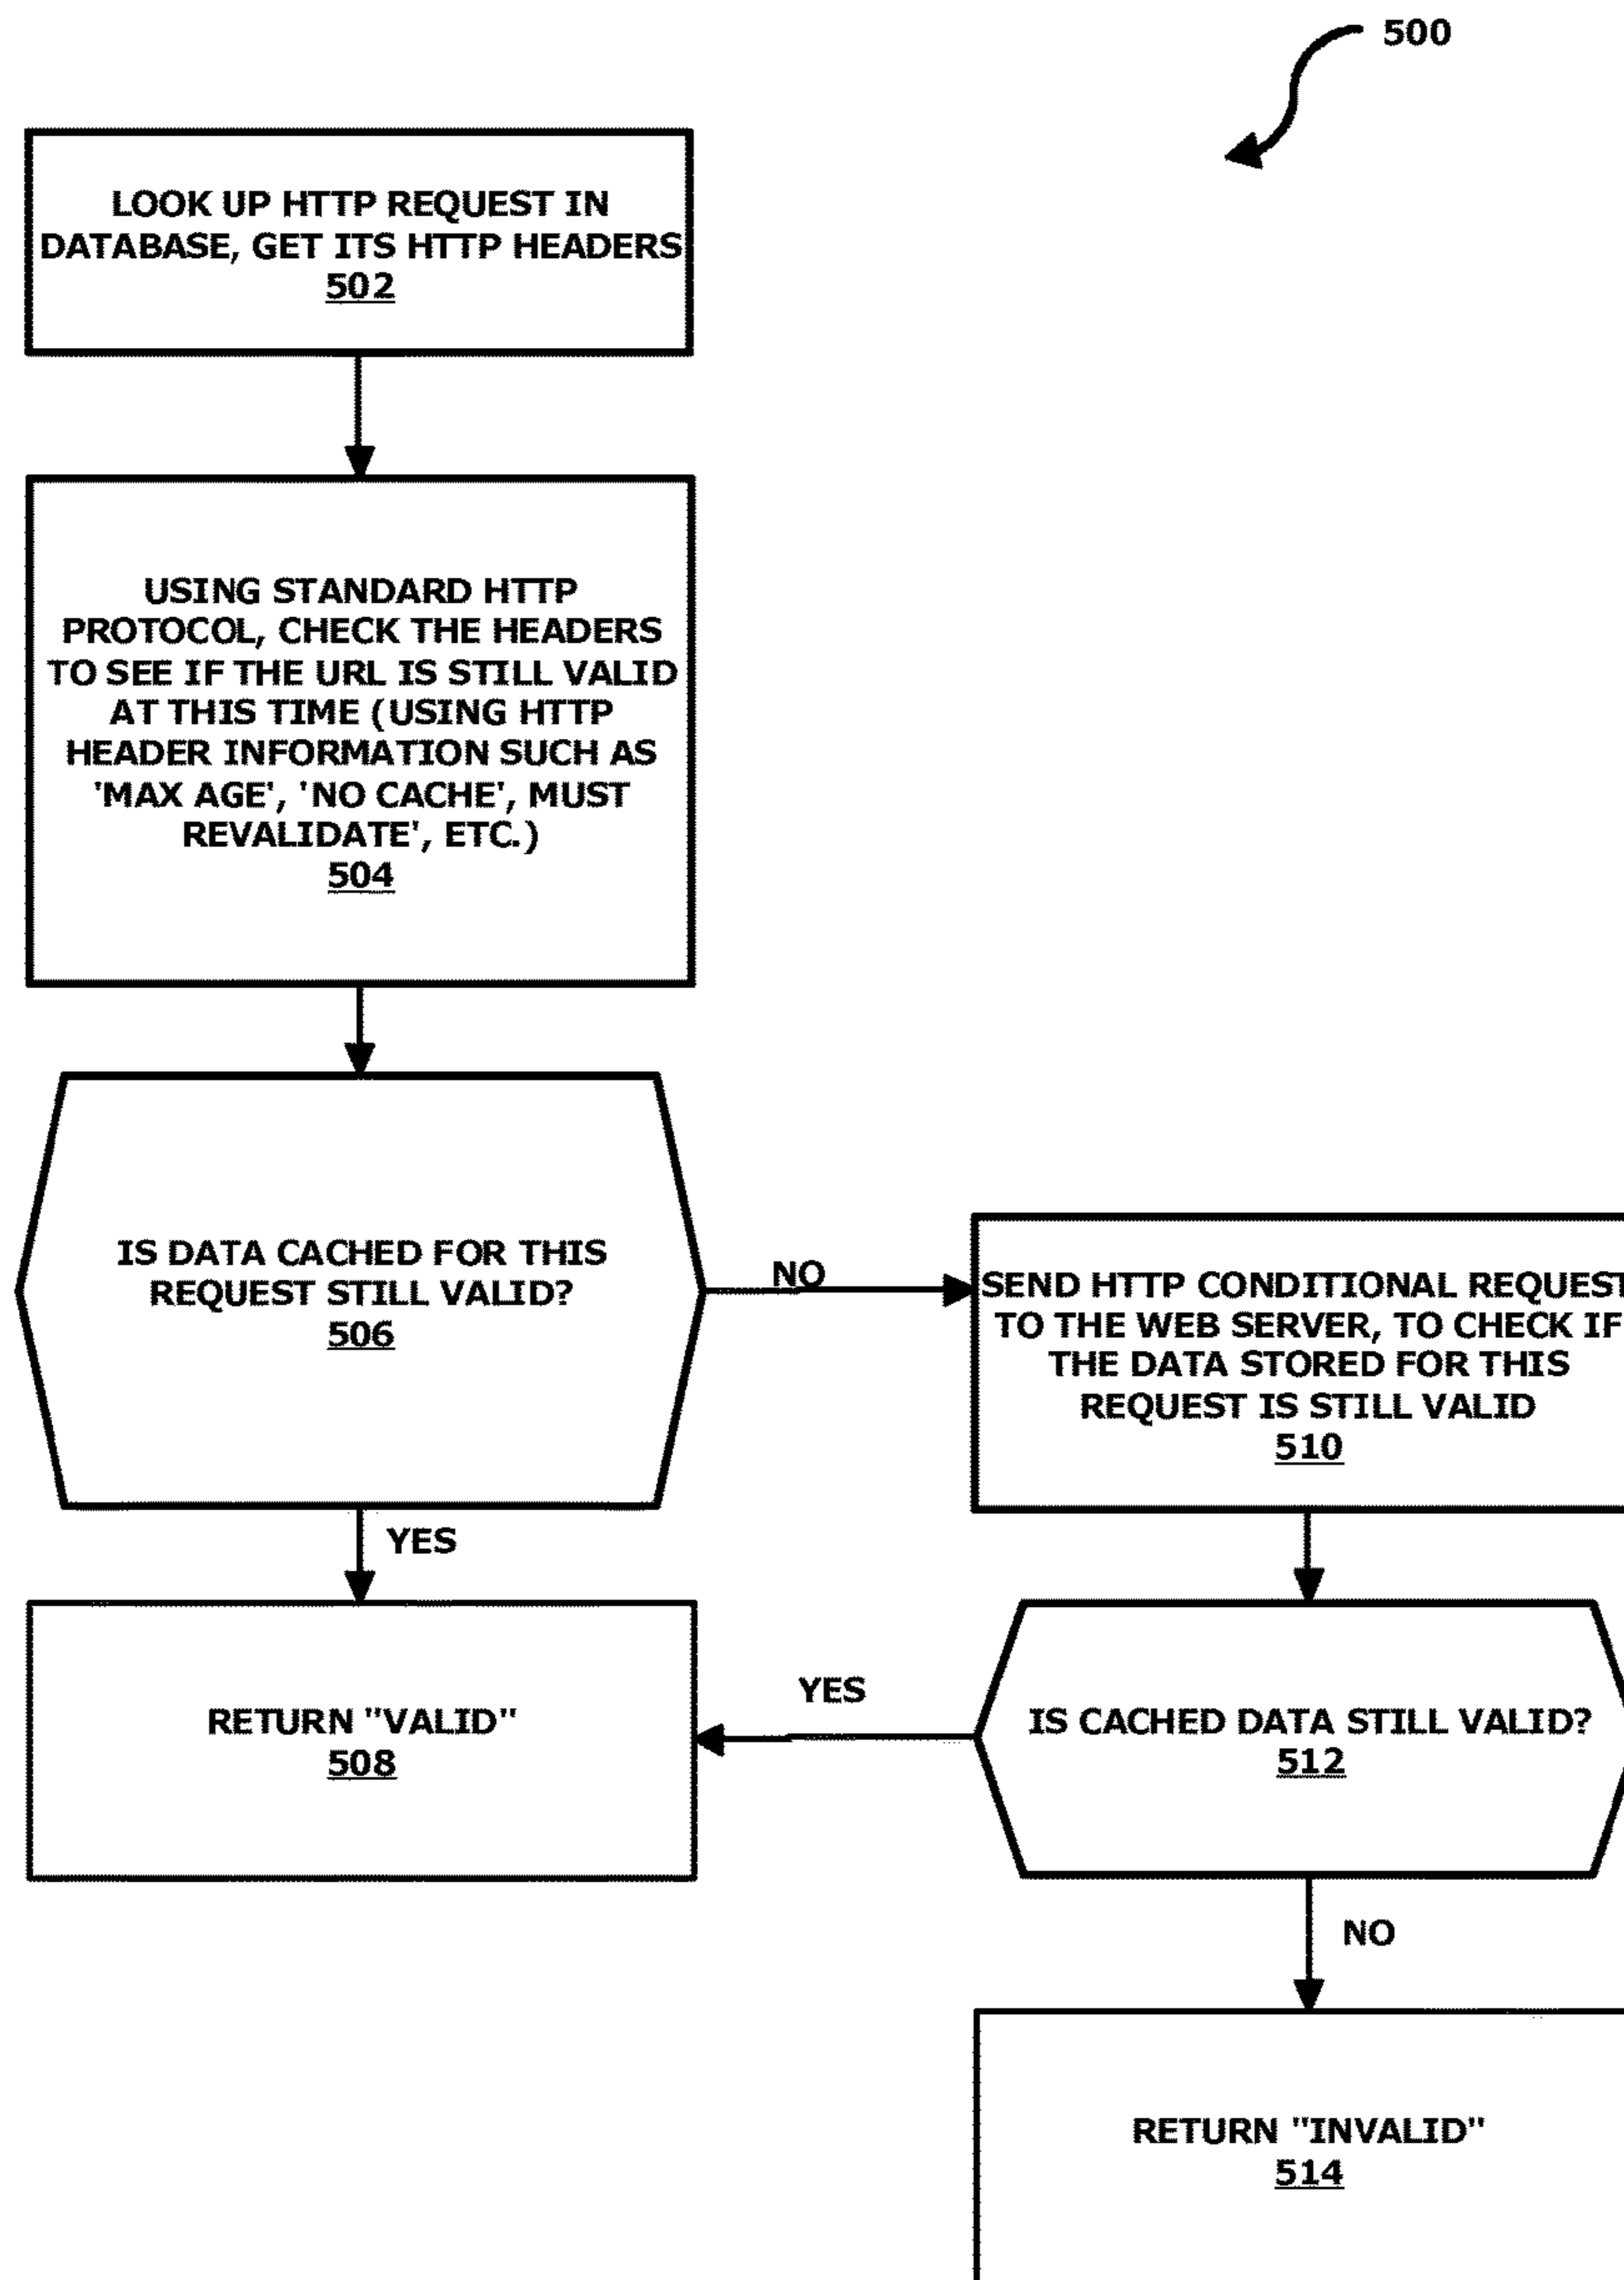 500
LOOK UP HTTP REQUEST IN
DATABASE, GET ITS HTTP HEADERS
502
USING STANDARD HTTP
PROTOCOL, CHECK THE HEADERS
TO SEE IF THE URL IS STILL VALID
AT THIS TIME (USING HTTP
HEADER INFORMATION SUCH AS
'MAX AGE', 'NO CACHE', MUST
REVALIDATE', ETC.)
504
IS DATA CACHED FOR THIS
REQUEST STILL VALID?
506
NO
SEND HTTP CONDITIONAL REQUEST
TO THE WEB SERVER, TO CHECK IF
THE DATA STORED FOR THIS
REQUEST IS STILL VALID
510
YES
RETURN "VALID"
508
YES
IS CACHED DATA STILL VALID?
512
NO
RETURN "INVALID"
514